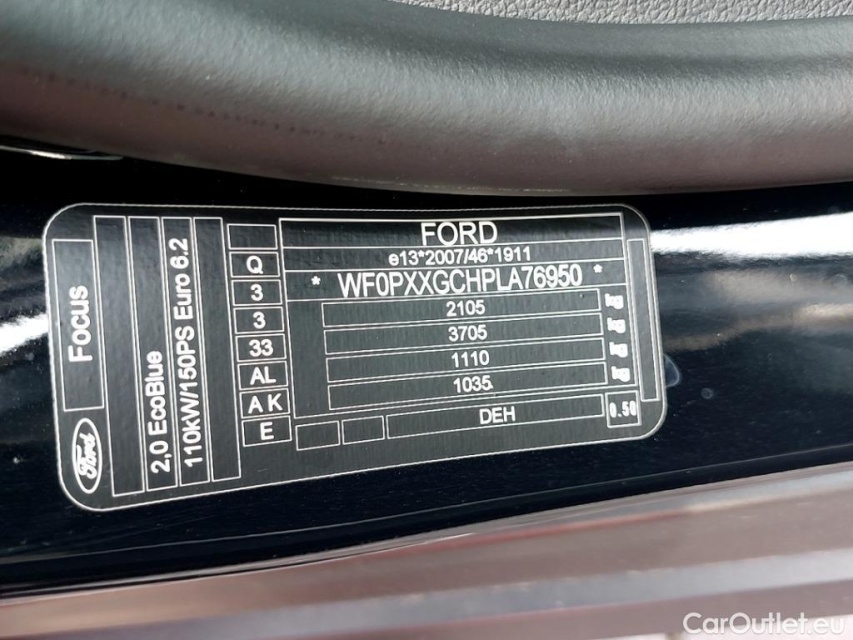 FORD
e13*2007/46*1911
* WF0PXXGCHPLA76950 *
2105 kg
3705 kg
1110 kg
1035 kg
DEH
0.50
Q
3
3
33
AL
A K
E
Focus
Ford
2,0 EcoBlue
110kW/150PS Euro 6.2
CarOutlet.eu